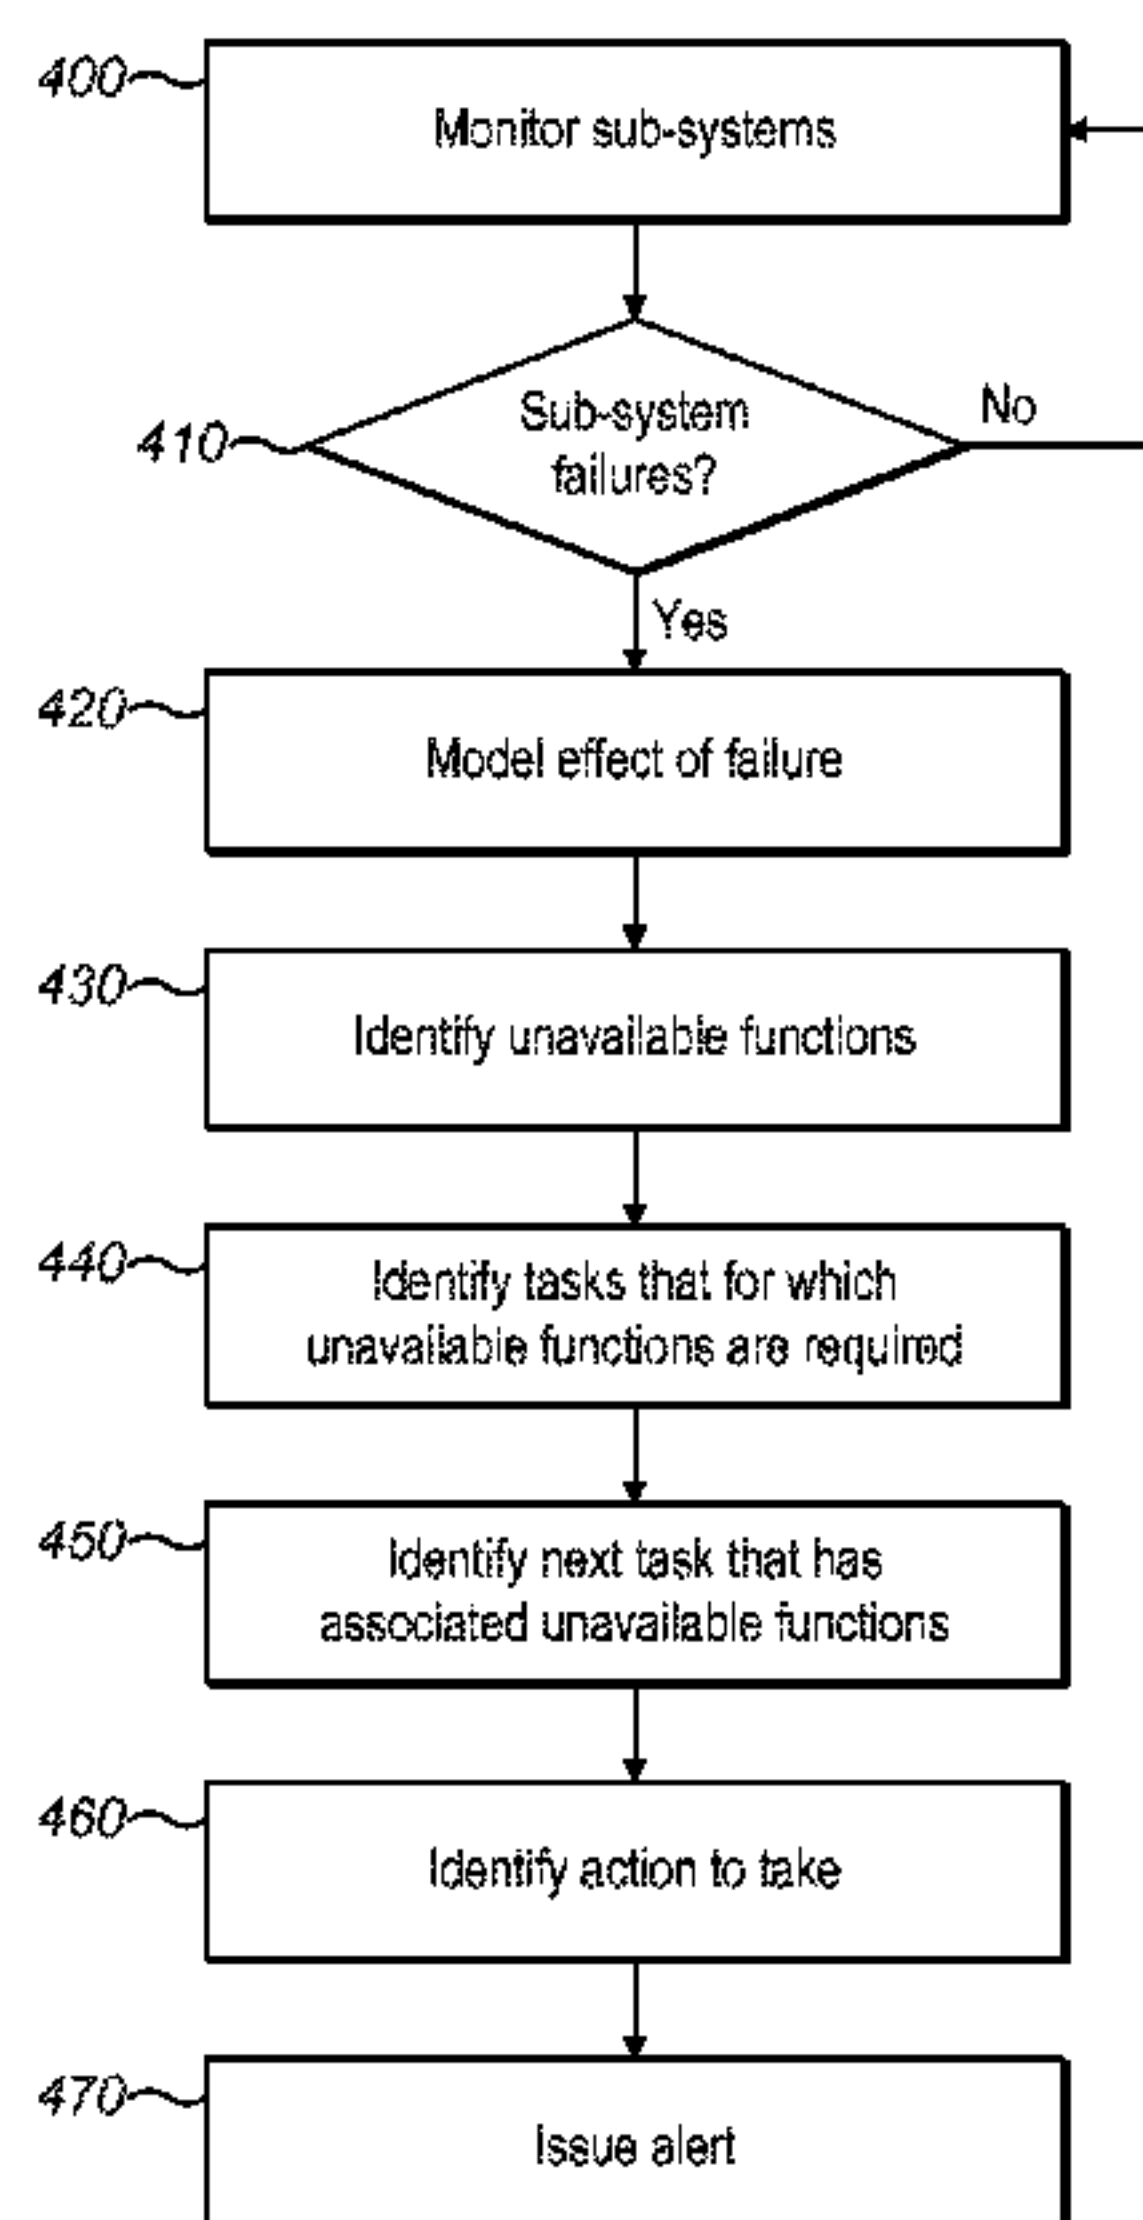 400
Monitor sub-systems
410
Sub-system
failures?
No
Yes
420
Model effect of failure
430
Identify unavailable functions
440
Identify tasks that for which
unavailable functions are required
450
Identify next task that has
associated unavailable functions
460
Identify action to take
470
Issue alert